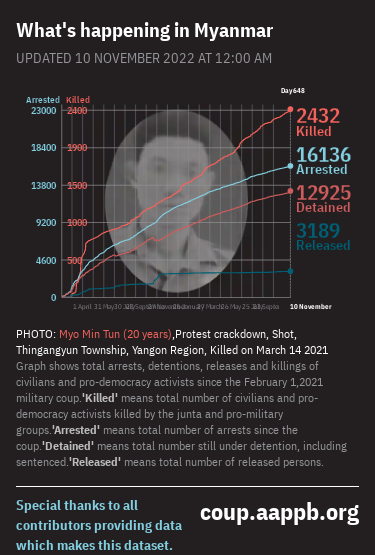 What's happening in Myanmar
UPDATED 10 NOVEMBER 2022 AT 12:00 AM
Day648
Arrested Killed
23000 2400
2432
Killed
18400 1900
16136
Arrested
13800 1500
12925
Detained
9200 1000
3189
Released
4600 500
0
1 April 31 May 10 November
PHOTO: Myo Min Tun (20 years),Protest crackdown, Shot,
Thingangyun Township, Yangon Region, Killed on March 14 2021
Graph shows total arrests, detentions, releases and killings of
civilians and pro-democracy activists since the February 1,2021
military coup.'Killed' means total number of civilians and pro-
democracy activists killed by the junta and pro-military
groups.'Arrested' means total number of arrests since the
coup.'Detained' means total number still under detention, including
sentenced.'Released' means total number of released persons.
Special thanks to all
contributors providing data
which makes this dataset.
coup.aappb.org